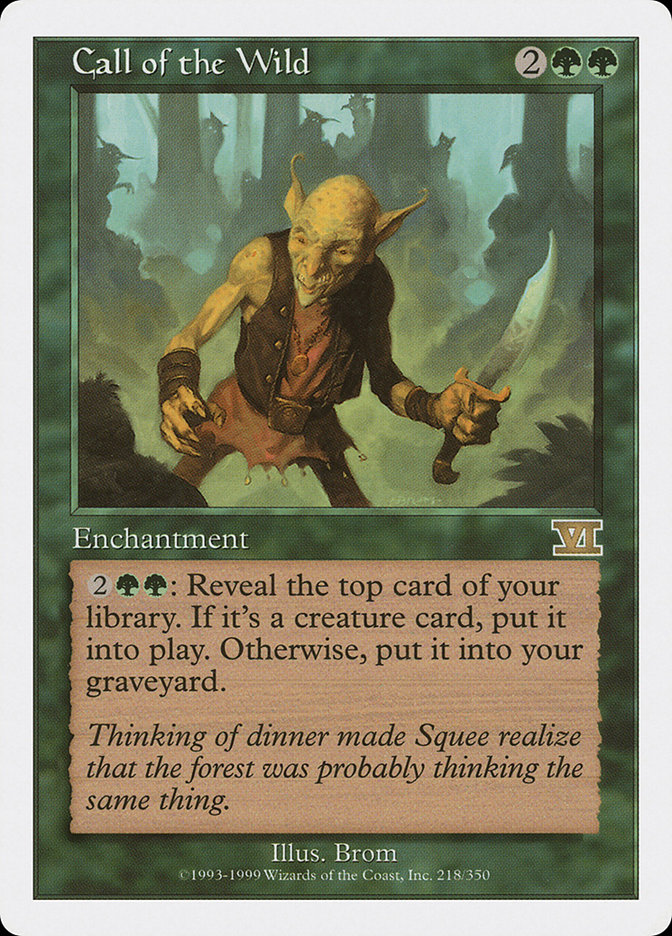 Call of the Wild 2
BROM
Enchantment VI
2: Reveal the top card of your
library. If it's a creature card, put it
into play. Otherwise, put it into your
graveyard.
Thinking of dinner made Squee realize
that the forest was probably thinking the
same thing.
Illus. Brom
©1993-1999 Wizards of the Coast, Inc. 218/350